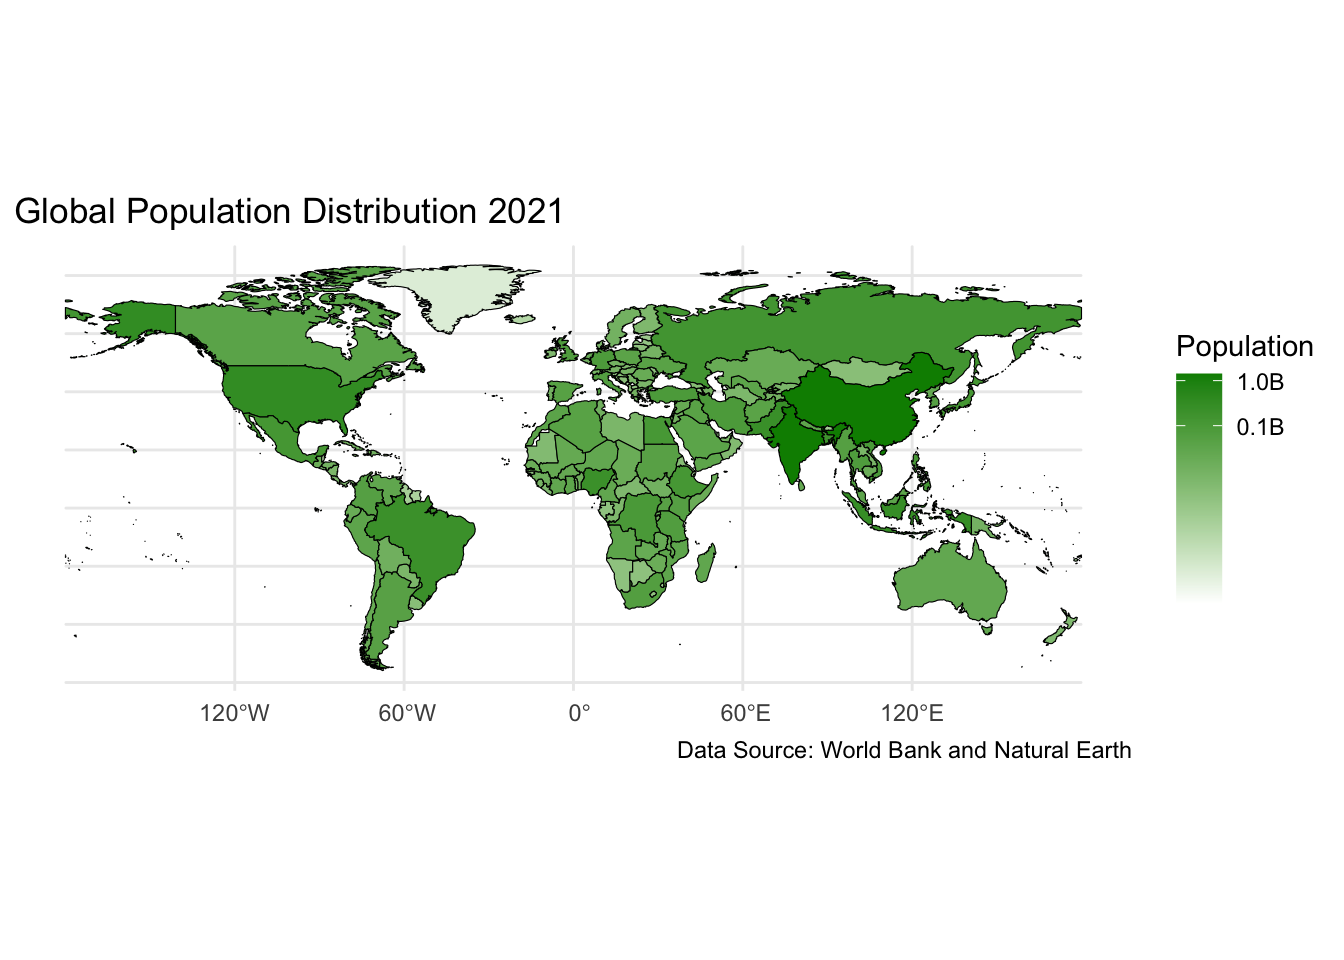 Global Population Distribution 2021
Population
1.0B
0.1B
120°W 60°W 0° 60°E 120°E
Data Source: World Bank and Natural Earth